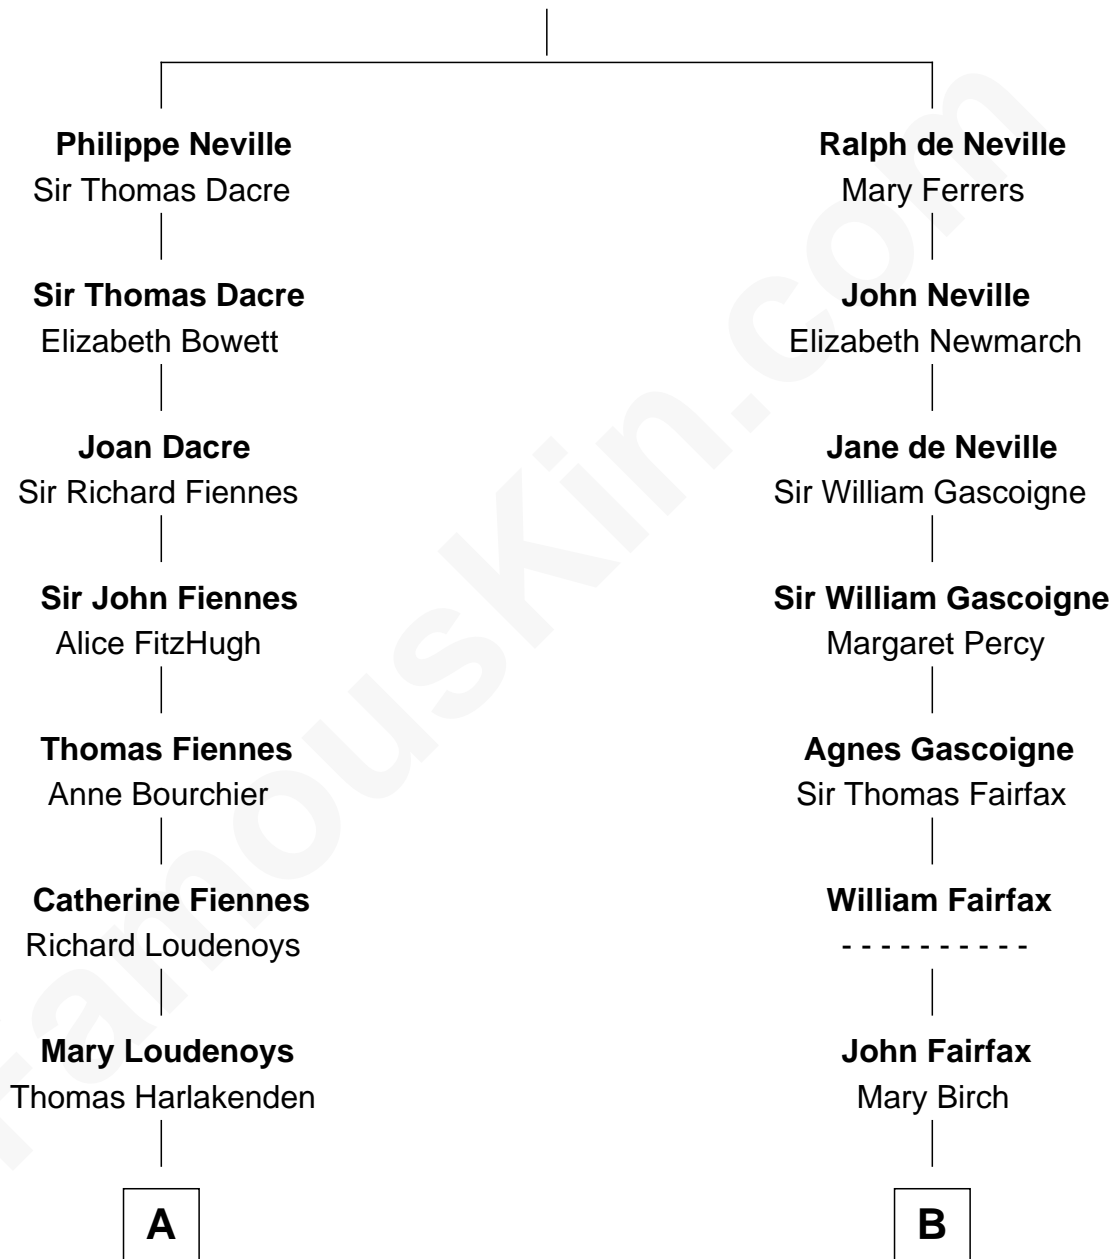 Philippe Neville
Sir Thomas Dacre
Sir Thomas Dacre
Elizabeth Bowett
Joan Dacre
Sir Richard Fiennes
Sir John Fiennes
Alice FitzHugh
Thomas Fiennes
Anne Bourchier
Catherine Fiennes
Richard Loudenoys
Mary Loudenoys
Thomas Harlakenden
A
Ralph de Neville
Mary Ferrers
John Neville
Elizabeth Newmarch
Jane de Neville
Sir William Gascoigne
Sir William Gascoigne
Margaret Percy
Agnes Gascoigne
Sir Thomas Fairfax
William Fairfax
- - - - - - - - - -
John Fairfax
Mary Birch
B
FamousKin.com